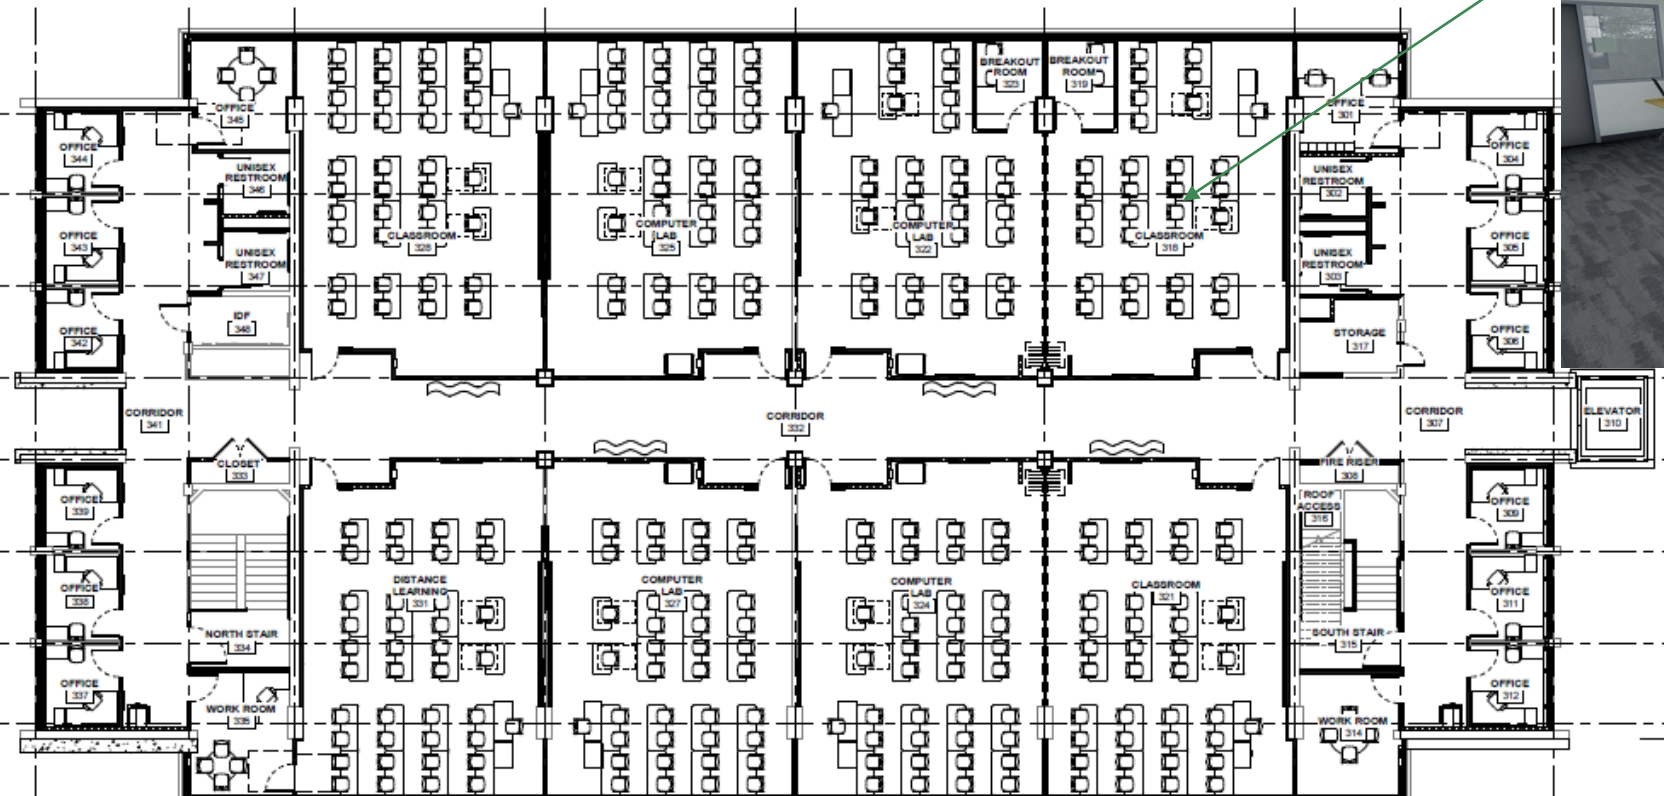 BREAKOUT
ROOM
323
BREAKOUT
ROOM
319
OFFICE
345
OFFICE
301
OFFICE
344
UNISEX
RESTROOM
346
UNISEX
RESTROOM
302
OFFICE
304
OFFICE
343
CLASSROOM
328
COMPUTER
LAB
325
COMPUTER
LAB
322
CLASSROOM
318
OFFICE
305
UNISEX
RESTROOM
347
UNISEX
RESTROOM
303
OFFICE
342
IDF
348
STORAGE
317
OFFICE
306
CORRIDOR
341
CORRIDOR
332
CORRIDOR
307
ELEVATOR
310
CLOSET
333
FIRE RISER
308
OFFICE
339
ROOF
ACCESS
316
OFFICE
309
OFFICE
338
DISTANCE
LEARNING
331
COMPUTER
LAB
327
COMPUTER
LAB
324
CLASSROOM
321
OFFICE
311
NORTH STAIR
334
SOUTH STAIR
315
OFFICE
337
WORK ROOM
335
WORK ROOM
314
OFFICE
312